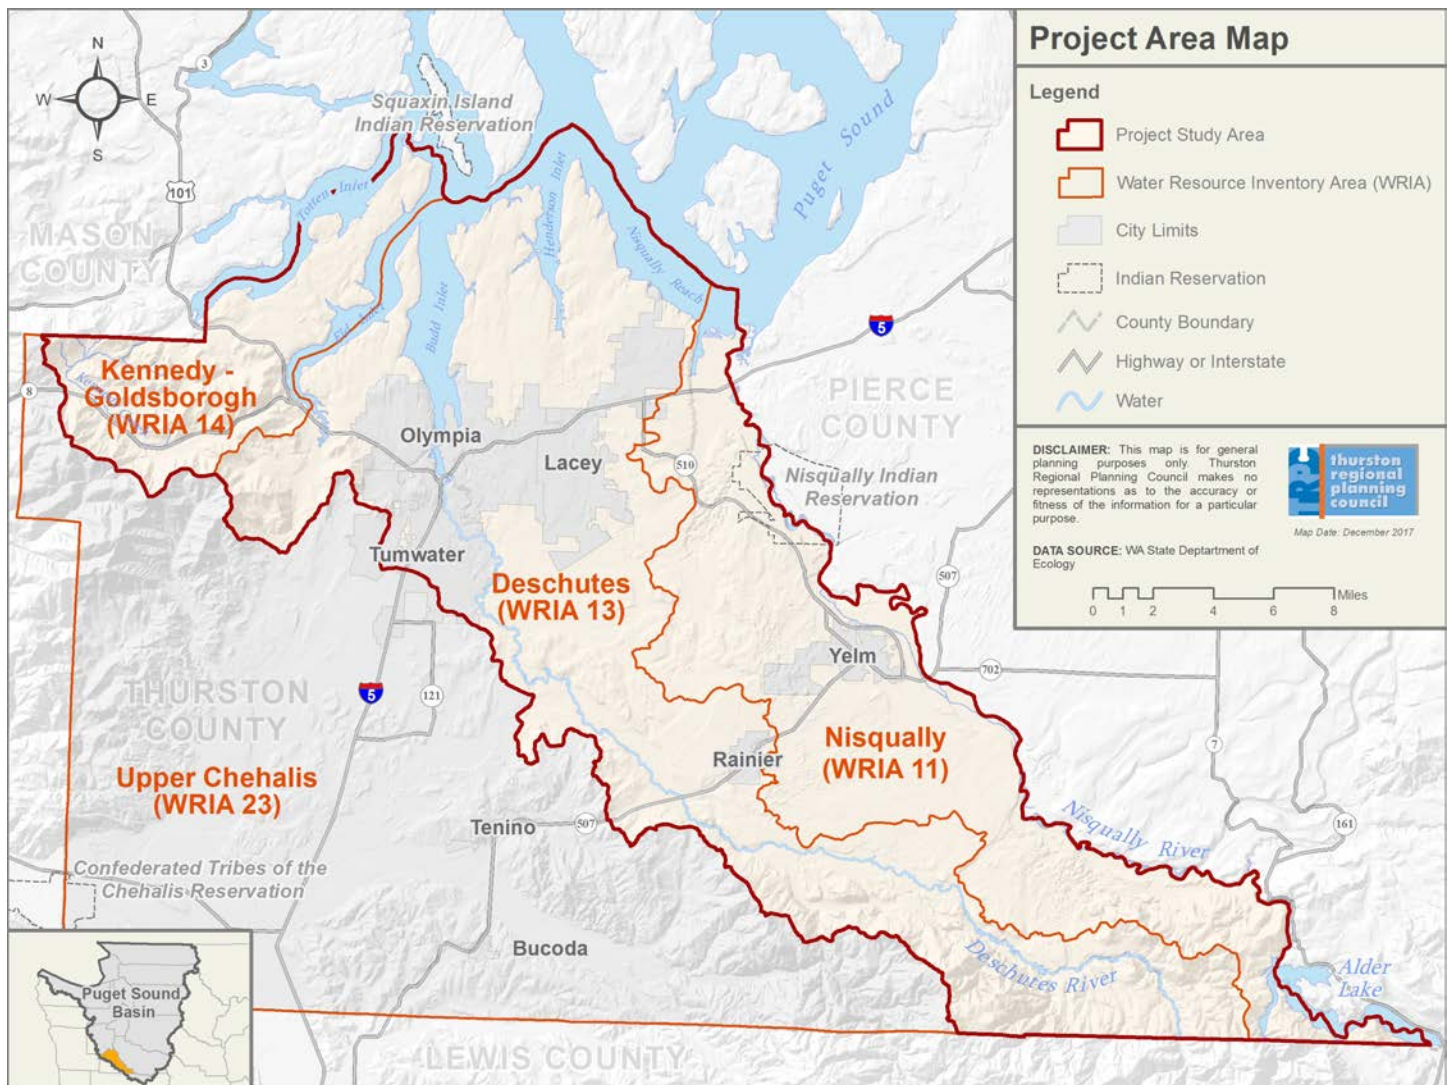 Project Area Map
Legend
Project Study Area
Water Resource Inventory Area (WRIA)
City Limits
Indian Reservation
County Boundary
Highway or Interstate
Water
DISCLAIMER: This map is for general
planning purposes only. Thurston
Regional Planning Council makes no
representations as to the accuracy or
fitness of the information for a particular
purpose.
DATA SOURCE: WA State Deptartment of
Ecology
thurston
regional
planning
council
Map Date: December 2017
Miles
0 1 2 4 6 8
N
W E
S
3
Squaxin Island
Indian Reservation
Puget Sound
101
Totten Inlet
Henderson Inlet
MASON
COUNTY
Nisqually Reach
Eld Inlet
Budd Inlet
5
8
Kennedy -
Goldsborogh
(WRIA 14)
PIERCE
COUNTY
Olympia
Lacey
510
Nisqually Indian
Reservation
Tumwater
507
Deschutes
(WRIA 13)
Yelm
702
THURSTON
COUNTY
5
121
7
Nisqually
(WRIA 11)
Rainier
Upper Chehalis
(WRIA 23)
Nisqually River
161
Tenino
507
Confederated Tribes of the
Chehalis Reservation
Bucoda
Deschutes River
Alder
Lake
Puget Sound
Basin
LEWIS COUNTY